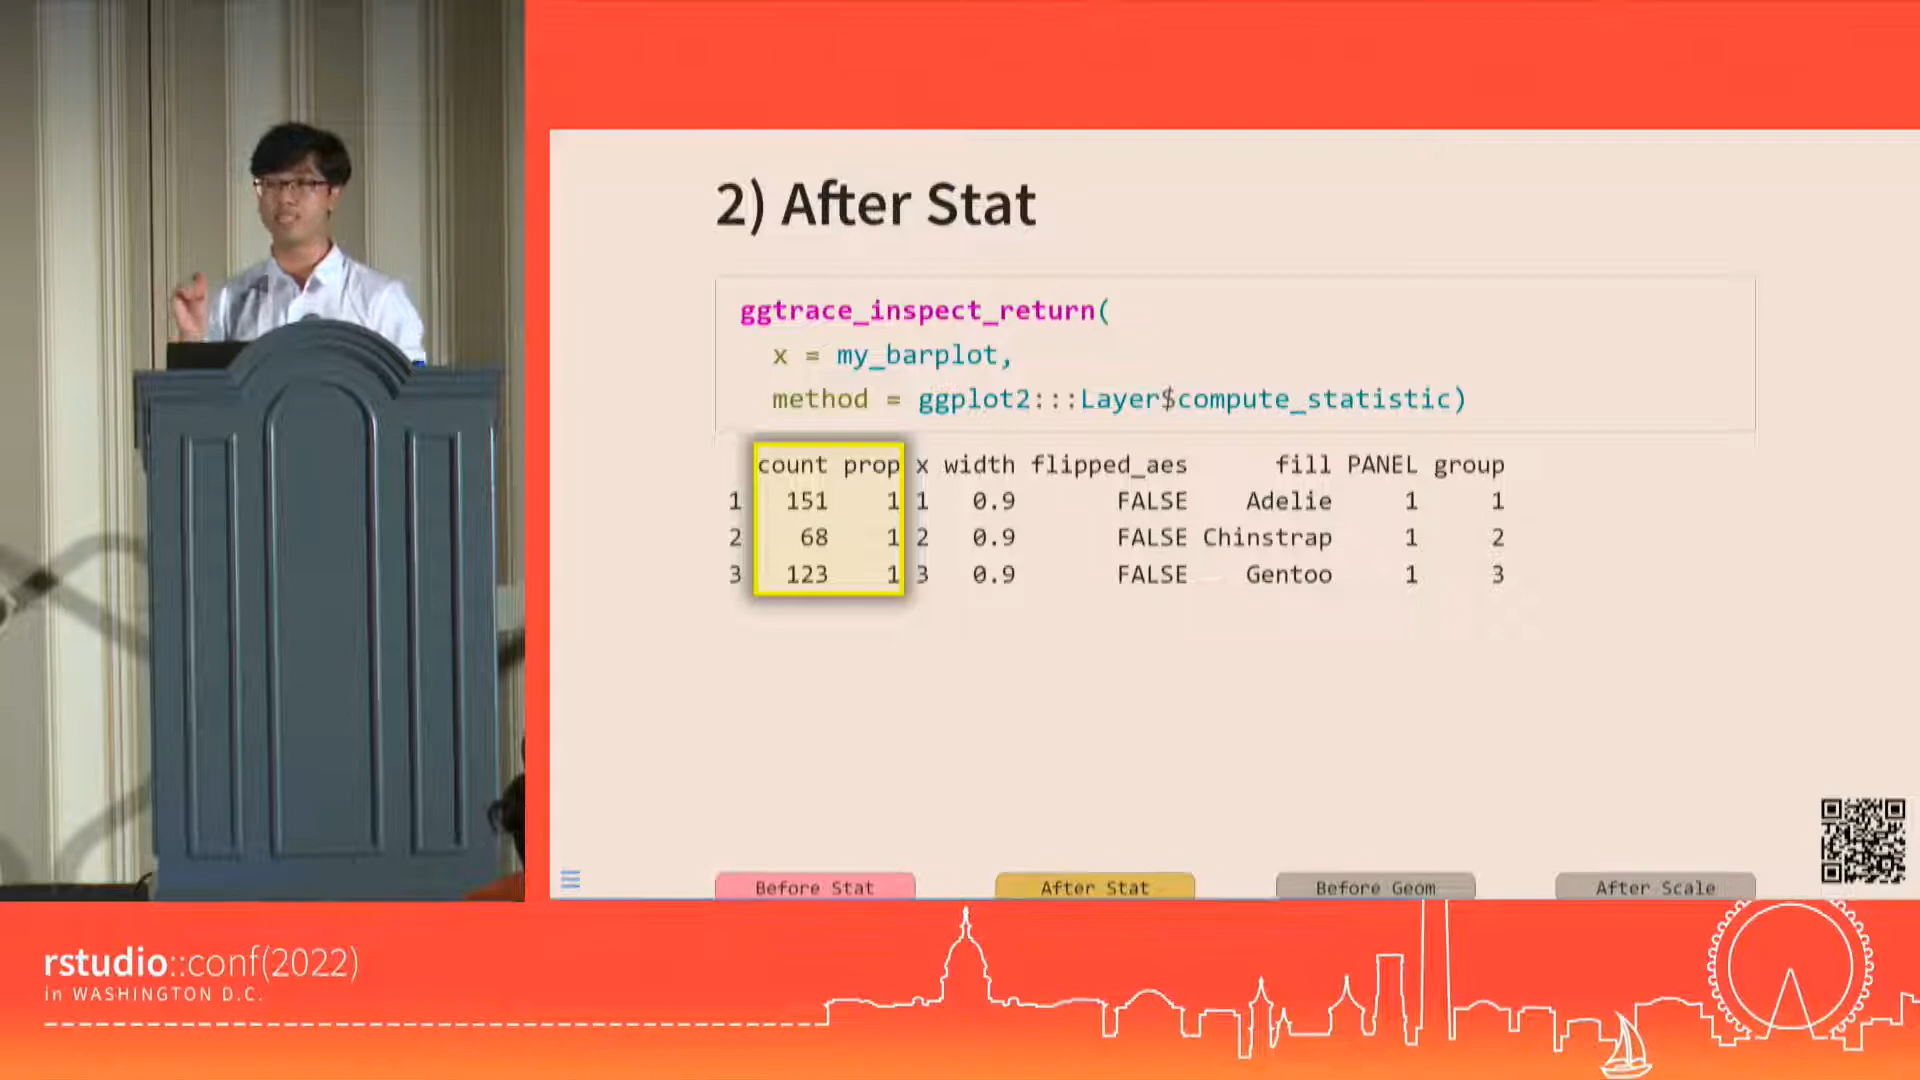 2) After Stat
ggtrace_inspect_return(
x = my_barplot,
method = ggplot2:::Layer$compute_statistic)
count prop x width flipped_aes fill PANEL group
1 151 1 1 0.9 FALSE Adelie 1 1
2 68 1 2 0.9 FALSE Chinstrap 1 2
3 123 1 3 0.9 FALSE Gentoo 1 3
Before Stat After Stat Before Geom After Scale
rstudio::conf(2022)
in WASHINGTON D.C.